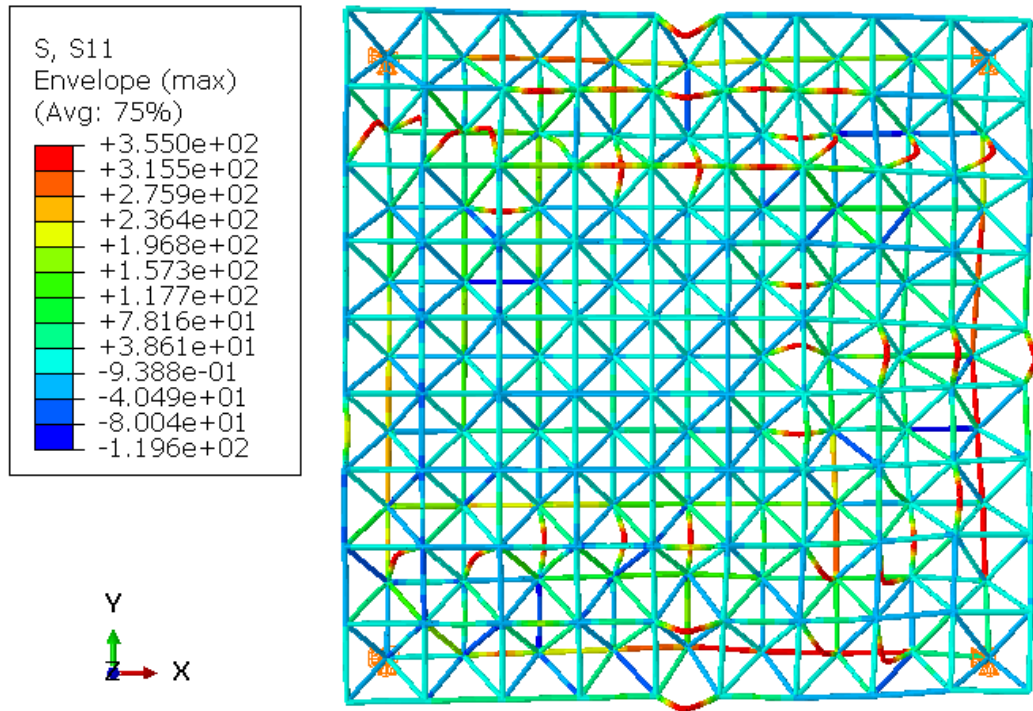 S, S11
Envelope (max)
(Avg: 75%)
+3.550e+02
+3.155e+02
+2.759e+02
+2.364e+02
+1.968e+02
+1.573e+02
+1.177e+02
+7.816e+01
+3.861e+01
-9.388e-01
-4.049e+01
-8.004e+01
-1.196e+02
Y
Z
X